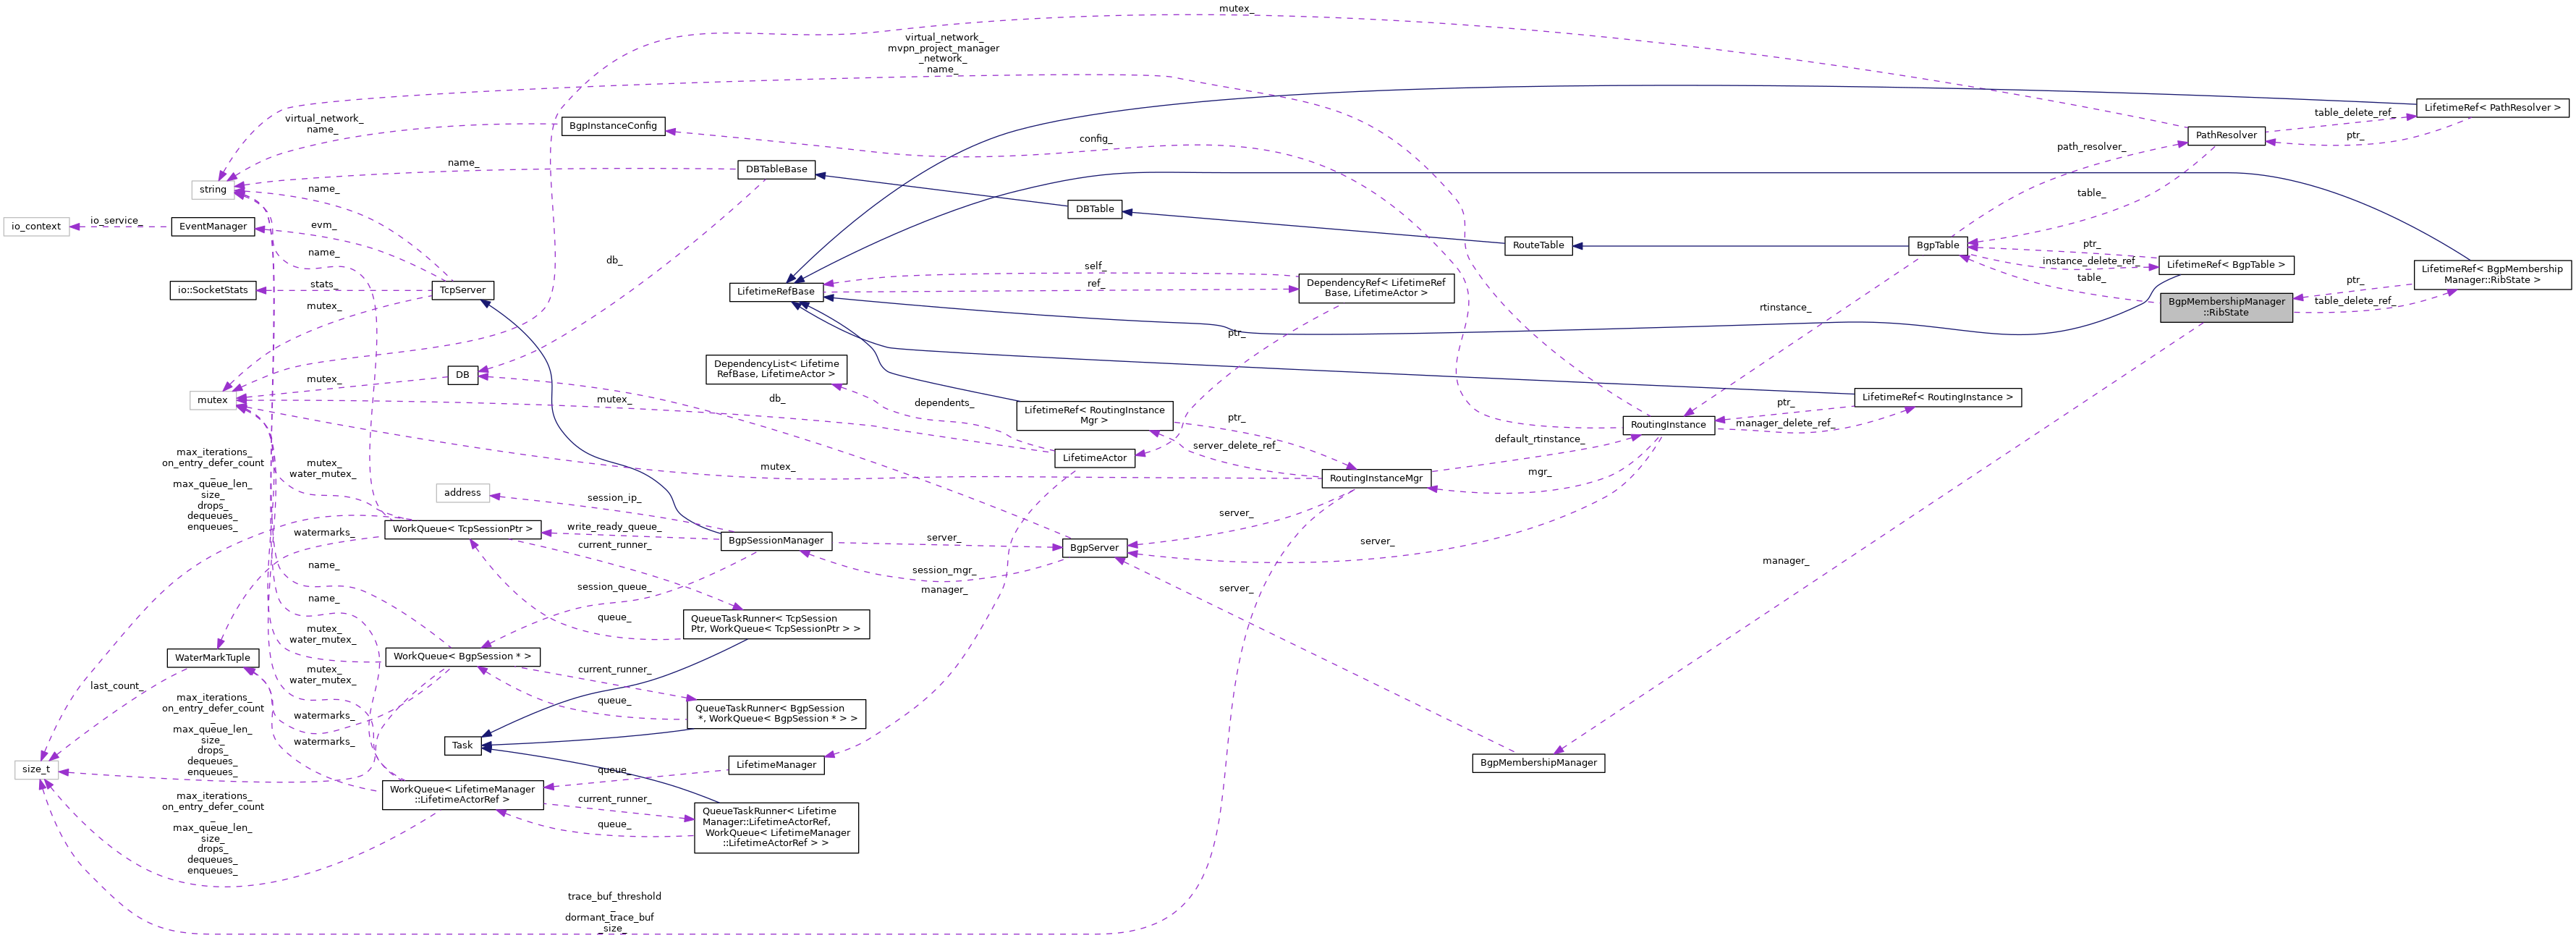 mutex_
virtual_network_
mvpn_project_manager
_network_
name_
LifetimeRef< PathResolver >
table_delete_ref_
virtual_network_
name_
BgpInstanceConfig
config_
PathResolver
ptr_
path_resolver_
name_
DBTableBase
string
name_
table_
DBTable
io_context
io_service_
EventManager
evm_
RouteTable
BgpTable
ptr_
name_
db_
self_
instance_delete_ref_
LifetimeRef< BgpTable >
LifetimeRef< BgpMembership
Manager::RibState >
io::SocketStats
stats_
TcpServer
LifetimeRefBase
ref_
DependencyRef< LifetimeRef
Base, LifetimeActor >
table_
ptr_
BgpMembershipManager
::RibState
table_delete_ref_
mutex_
rtinstance_
ptr_
DependencyList< Lifetime
RefBase, LifetimeActor >
DB
mutex_
mutex
mutex_
db_
dependents_
LifetimeRef< RoutingInstance
Mgr >
ptr_
LifetimeRef< RoutingInstance >
ptr_
RoutingInstance
manager_delete_ref_
default_rtinstance_
server_delete_ref_
max_iterations_
on_entry_defer_count
_
max_queue_len_
size_
drops_
dequeues_
enqueues_
mutex_
water_mutex_
LifetimeActor
mutex_
mgr_
RoutingInstanceMgr
address
session_ip_
server_
WorkQueue< TcpSessionPtr >
write_ready_queue_
watermarks_
current_runner_
BgpSessionManager
server_
BgpServer
server_
name_
session_mgr_
manager_
server_
manager_
session_queue_
name_
queue_
QueueTaskRunner< TcpSession
Ptr, WorkQueue< TcpSessionPtr > >
mutex_
water_mutex_
WaterMarkTuple
WorkQueue< BgpSession * >
mutex_
water_mutex_
current_runner_
last_count_
max_iterations_
on_entry_defer_count
_
max_queue_len_
size_
drops_
dequeues_
enqueues_
watermarks_
queue_
QueueTaskRunner< BgpSession
*, WorkQueue< BgpSession * > >
watermarks_
Task
size_t
queue_
LifetimeManager
BgpMembershipManager
WorkQueue< LifetimeManager
::LifetimeActorRef >
current_runner_
max_iterations_
on_entry_defer_count
_
max_queue_len_
size_
drops_
dequeues_
enqueues_
queue_
QueueTaskRunner< Lifetime
Manager::LifetimeActorRef,
WorkQueue< LifetimeManager
::LifetimeActorRef > >
trace_buf_threshold
_
dormant_trace_buf
_size_